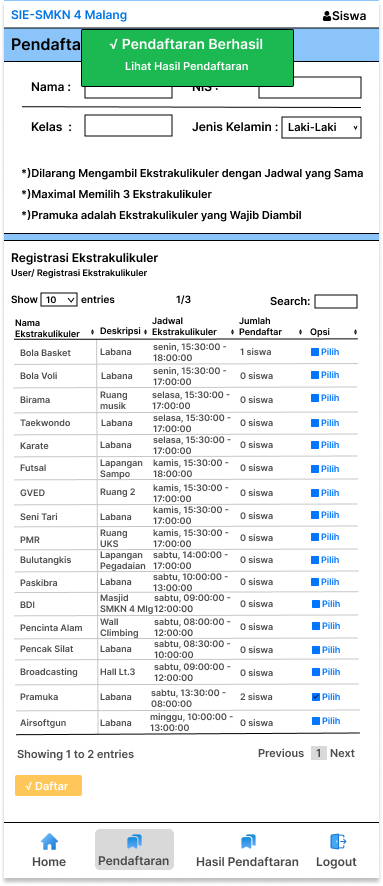 SIE-SMKN 4 Malang Siswa
Pendafta
√ Pendaftaran Berhasil
Lihat Hasil Pendaftaran
Nama : NIS :
Kelas : Jenis Kelamin : Laki-Laki
*)Dilarang Mengambil Ekstrakulikuler dengan Jadwal yang Sama
*)Maximal Memilih 3 Ekstrakulikuler
*)Pramuka adalah Ekstrakulikuler yang Wajib Diambil
Registrasi Ekstrakulikuler
User/ Registrasi Ekstrakulikuler
Show 10 entries 1/3 Search:
Nama Ekstrakulikuler Deskripsi Jadwal Ekstrakulikuler Jumlah Pendaftar Opsi
Bola Basket Labana senin, 15:30:00 - 18:00:00 1 siswa Pilih
Bola Voli Labana senin, 15:30:00 - 17:00:00 0 siswa Pilih
Birama Ruang musik selasa, 15:30:00 - 17:00:00 0 siswa Pilih
Taekwondo Labana selasa, 15:30:00 - 17:00:00 0 siswa Pilih
Karate Labana selasa, 15:30:00 - 17:00:00 0 siswa Pilih
Futsal Lapangan Sampo kamis, 15:30:00 - 18:00:00 0 siswa Pilih
GVED Ruang 2 kamis, 15:30:00 - 17:00:00 0 siswa Pilih
Seni Tari Labana kamis, 15:30:00 - 17:00:00 0 siswa Pilih
PMR Ruang UKS kamis, 15:30:00 - 17:00:00 0 siswa Pilih
Bulutangkis Lapangan Pegadaian sabtu, 14:00:00 - 17:00:00 0 siswa Pilih
Paskibra Labana sabtu, 10:00:00 - 13:00:00 0 siswa Pilih
BDI Masjid SMKN 4 Mlg sabtu, 09:00:00 - 12:00:00 0 siswa Pilih
Pencinta Alam Wall Climbing sabtu, 08:00:00 - 12:00:00 0 siswa Pilih
Pencak Silat Labana sabtu, 08:30:00 - 10:00:00 0 siswa Pilih
Broadcasting Hall Lt.3 sabtu, 09:00:00 - 12:00:00 0 siswa Pilih
Pramuka Labana sabtu, 13:30:00 - 08:00:00 2 siswa Pilih
Airsoftgun Labana minggu, 10:00:00 - 13:00:00 0 siswa Pilih
Showing 1 to 2 entries Previous 1 Next
√ Daftar
Home Pendaftaran Hasil Pendaftaran Logout